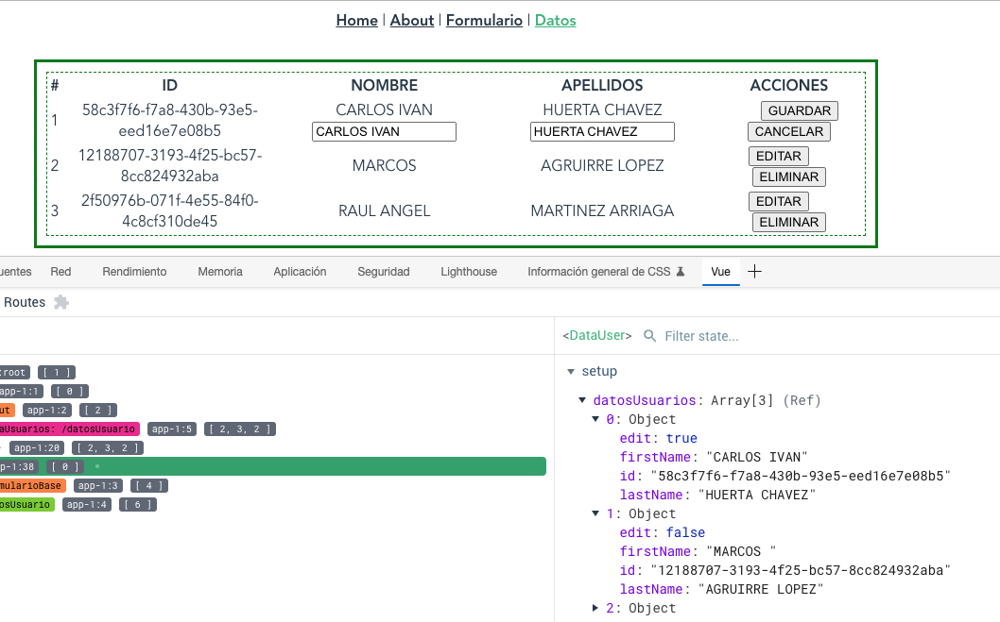 Home | About | Formulario | Datos
# ID NOMBRE APELLIDOS ACCIONES
1 58c3f7f6-f7a8-430b-93e5-eed16e7e08b5 CARLOS IVAN HUERTA CHAVEZ GUARDAR
CARLOS IVAN HUERTA CHAVEZ CANCELAR
2 12188707-3193-4f25-bc57-8cc824932aba MARCOS AGRUIRRE LOPEZ EDITAR
ELIMINAR
3 2f50976b-071f-4e55-84f0-4c8cf310de45 RAUL ANGEL MARTINEZ ARRIAGA EDITAR
ELIMINAR
uentes Red Rendimiento Memoria Aplicación Seguridad Lighthouse Información general de CSS Vue
Routes
<DataUser> Filter state...
:root [ 1 ]
app-1:1 [ 0 ]
ut app-1:2 [ 2 ]
aUsuarios: /datosUsuario app-1:5 [ 2, 3, 2 ]
app-1:20 [ 2, 3, 2 ]
p-1:38 [ 0 ]
mularioBase app-1:3 [ 4 ]
osUsuario app-1:4 [ 6 ]
setup
datosUsuarios: Array[3] (Ref)
0: Object
edit: true
firstName: "CARLOS IVAN"
id: "58c3f7f6-f7a8-430b-93e5-eed16e7e08b5"
lastName: "HUERTA CHAVEZ"
1: Object
edit: false
firstName: "MARCOS "
id: "12188707-3193-4f25-bc57-8cc824932aba"
lastName: "AGRUIRRE LOPEZ"
2: Object